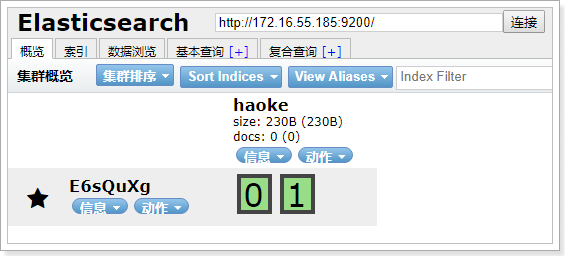 Elasticsearch http://172.16.55.185:9200/ 连接
概览 索引 数据浏览 基本查询 [+] 复合查询 [+]
集群概览 集群排序 Sort Indices View Aliases Index Filter
haoke
size: 230B (230B)
docs: 0 (0)
信息 动作
E6sQuXg 0 1
信息 动作